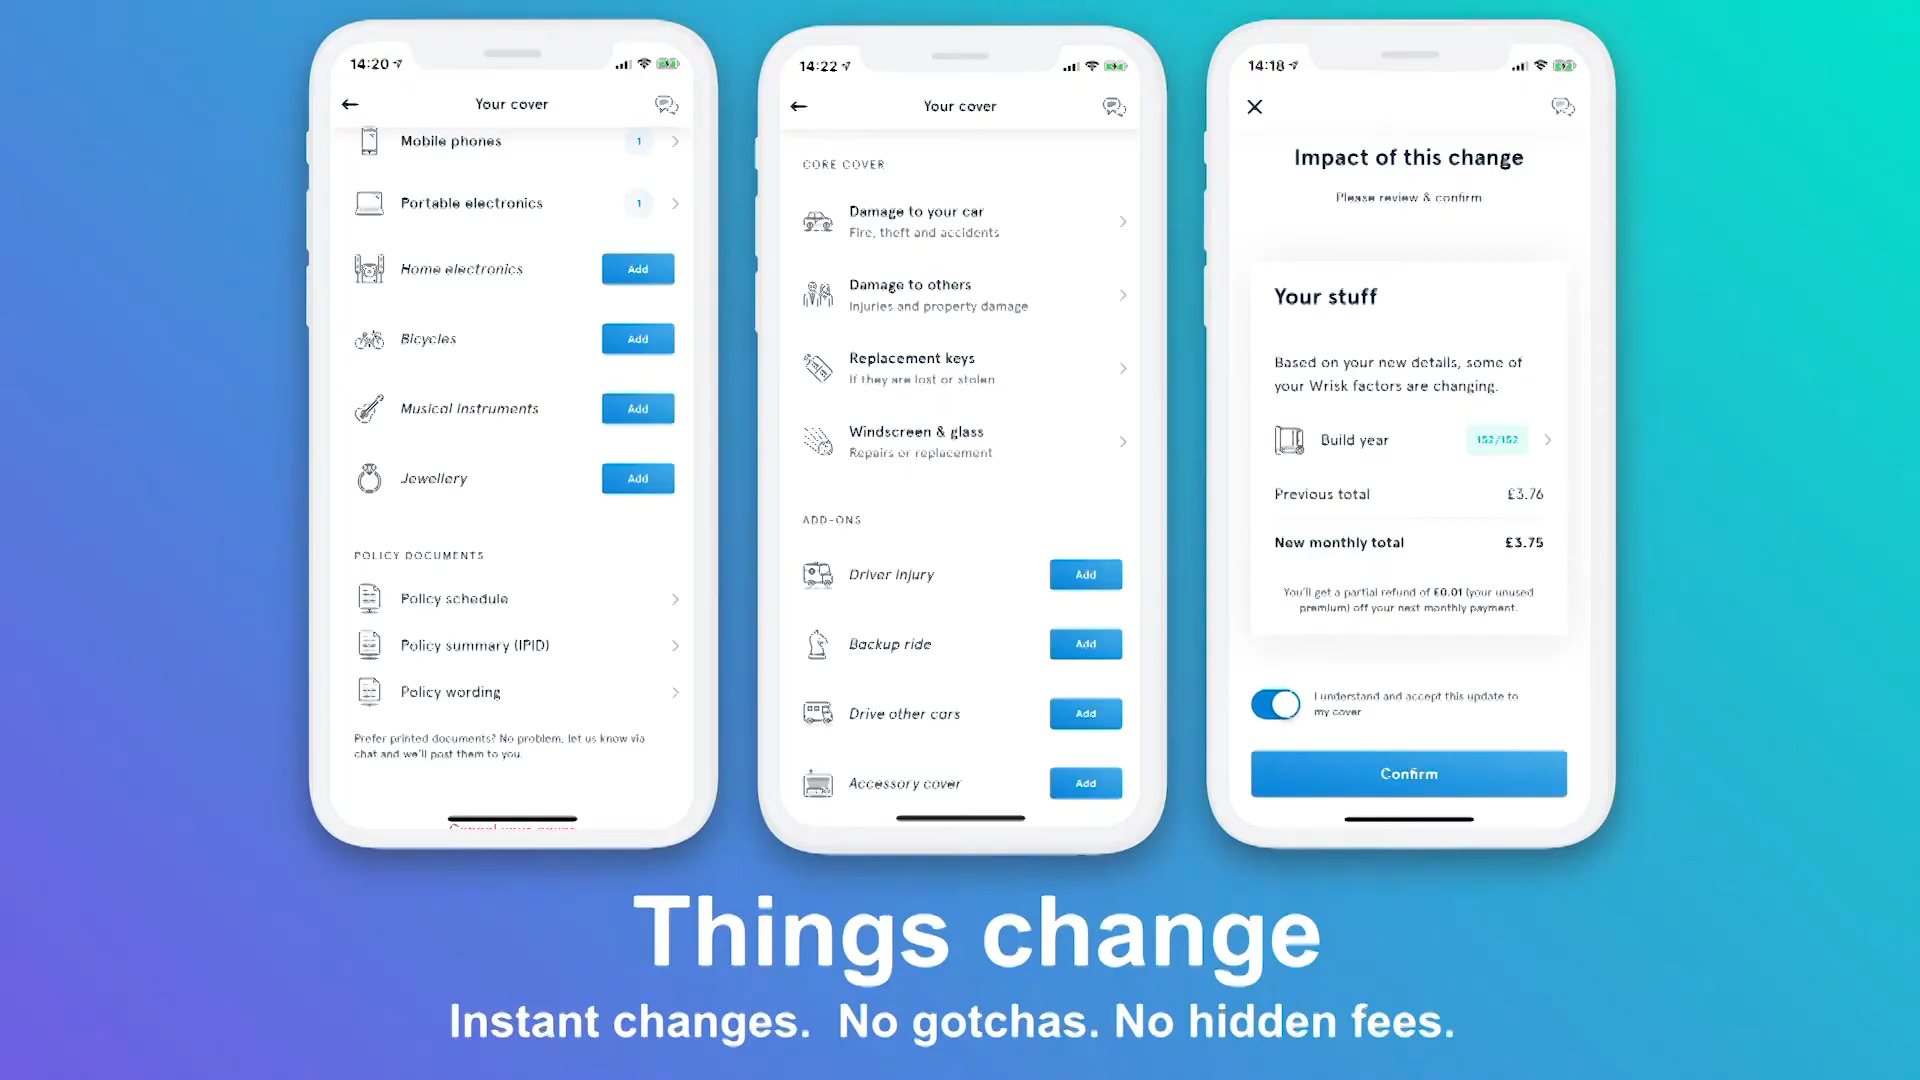 14:20
Your cover
Mobile phones 1
Portable electronics 1
Home electronics Add
Bicycles Add
Musical instruments Add
Jewellery Add
POLICY DOCUMENTS
Policy schedule
Policy summary (IPID)
Policy wording
Prefer printed documents? No problem, let us know via
chat and we'll post them to you.
14:22
Your cover
CORE COVER
Damage to your car
Fire, theft and accidents
Damage to others
Injuries and property damage
Replacement keys
If they are lost or stolen
Windscreen & glass
Repairs or replacement
ADD-ONS
Driver injury Add
Backup ride Add
Drive other cars Add
Accessory cover Add
14:18
Impact of this change
Please review & confirm
Your stuff
Based on your new details, some of
your Wrisk factors are changing.
Build year
Previous total £3.76
New monthly total £3.75
You'll get a partial refund of £0.01 (your unused
premium) off your next monthly payment.
I understand and accept this update to
my cover
Confirm
Things change
Instant changes. No gotchas. No hidden fees.